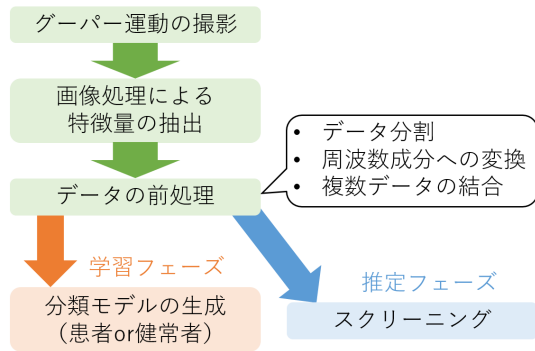 グーパー運動の撮影
画像処理による
特徴量の抽出
データの前処理
• データ分割
• 周波数成分への変換
• 複数データの結合
学習フェーズ
推定フェーズ
分類モデルの生成
（患者or健常者）
スクリーニング